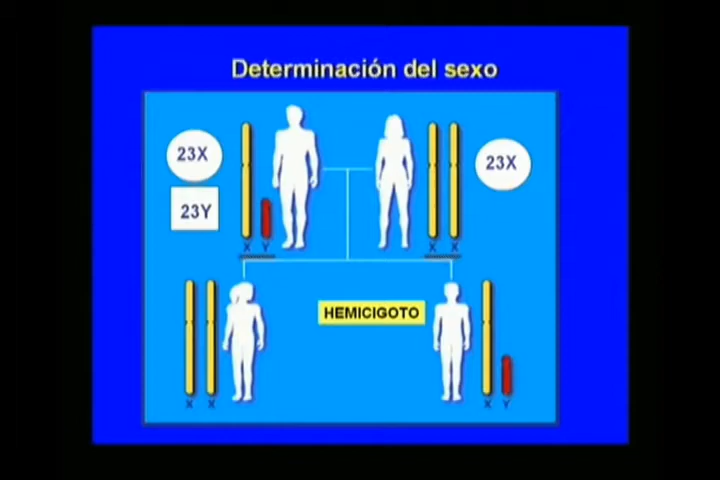 Determinación del sexo
23X
23Y
23X
X Y
X X
HEMICIGOTO
X X
X Y